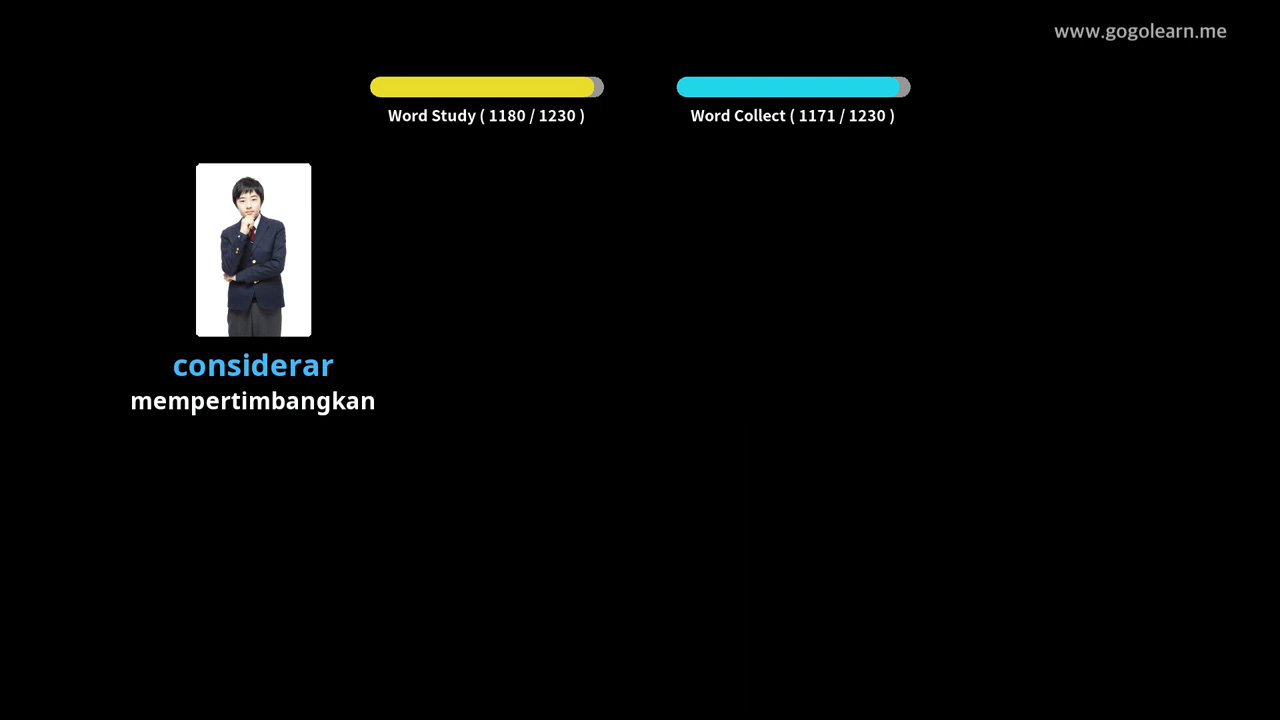 www.gogolearn.me
Word Study ( 1180 / 1230 )
Word Collect ( 1171 / 1230 )
considerar
mempertimbangkan